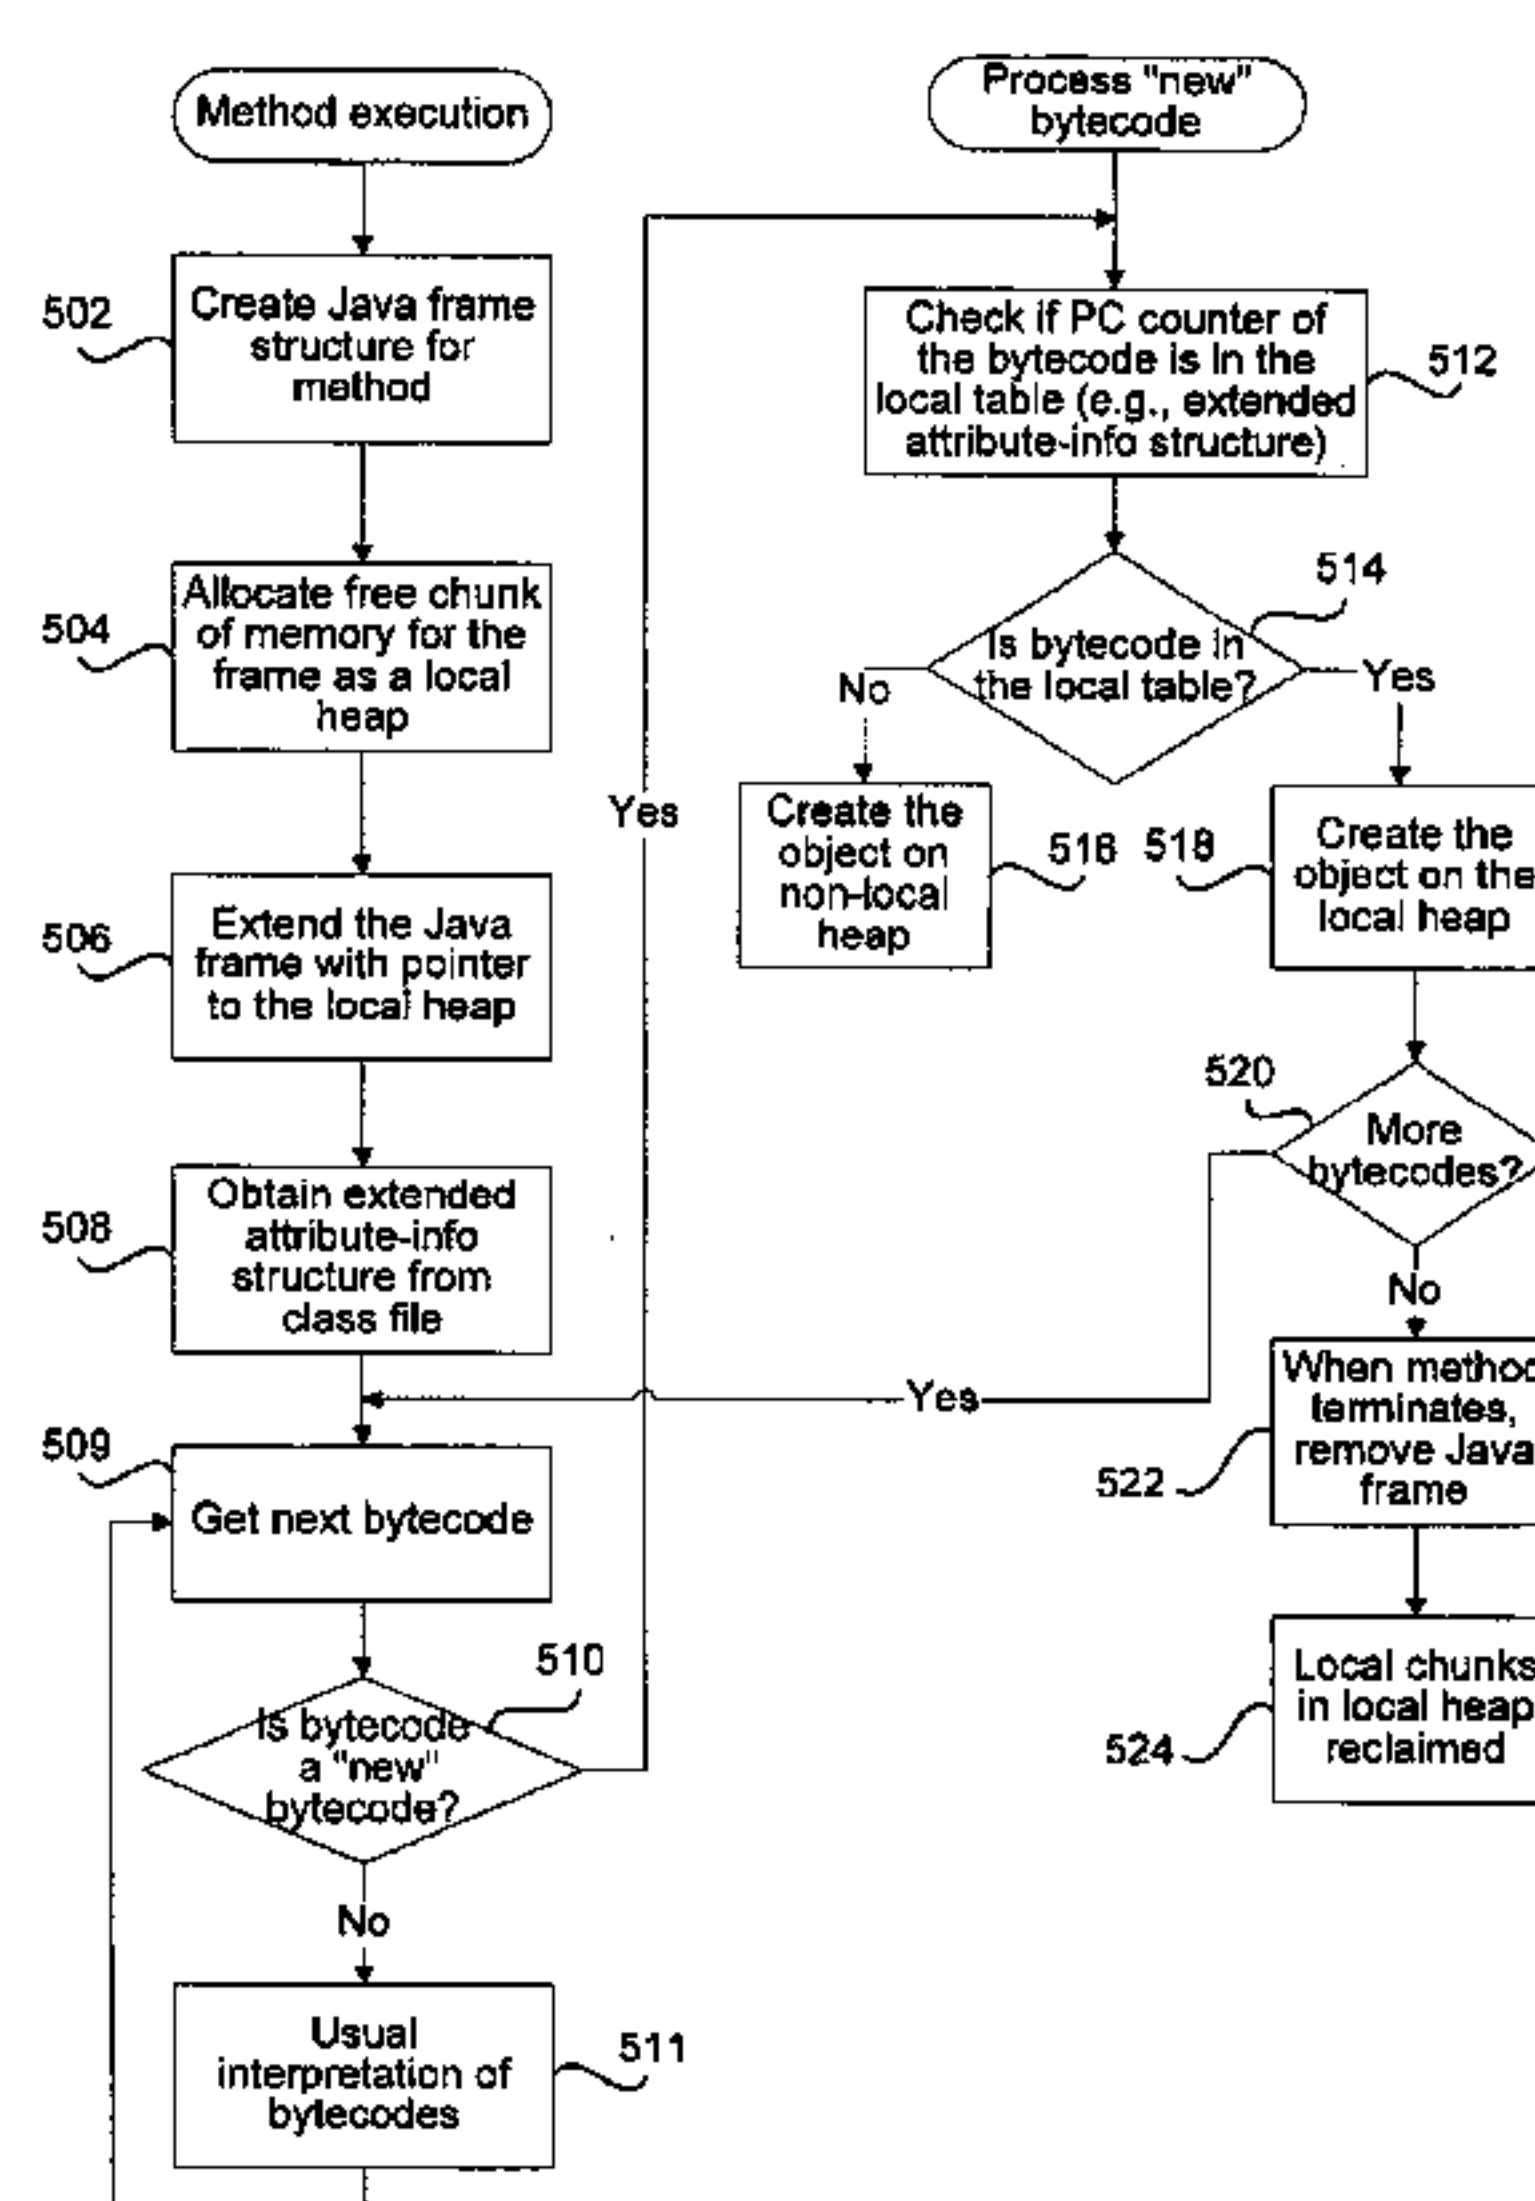 Method execution
502
Create Java frame
structure for
method
504
Allocate free chunk
of memory for the
frame as a local
heap
506
Extend the Java
frame with pointer
to the local heap
508
Obtain extended
attribute-info
structure from
class file
509
Get next bytecode
510
Is bytecode
a "new"
bytecode?
Yes
No
Usual
interpretation of
bytecodes
511
Process "new"
bytecode
Check if PC counter of
the bytecode is in the
local table (e.g., extended
attribute-info structure)
512
514
Is bytecode in
the local table?
No
Yes
Create the
object on
non-local
heap
516
518
Create the
object on the
local heap
520
More
bytecodes?
Yes
No
When method
terminates,
remove Java
frame
522
Local chunks
in local heap
reclaimed
524